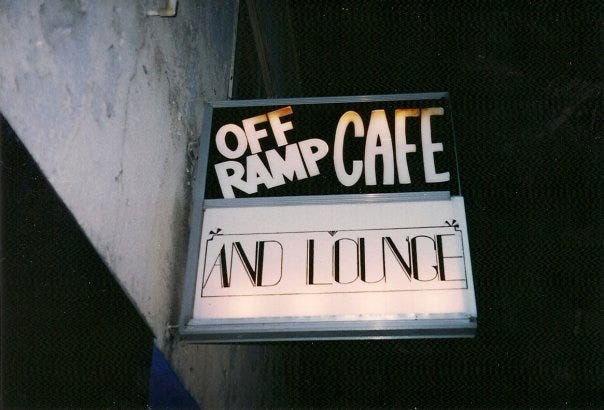 OFF
RAMP CAFE
AND LOUNGE